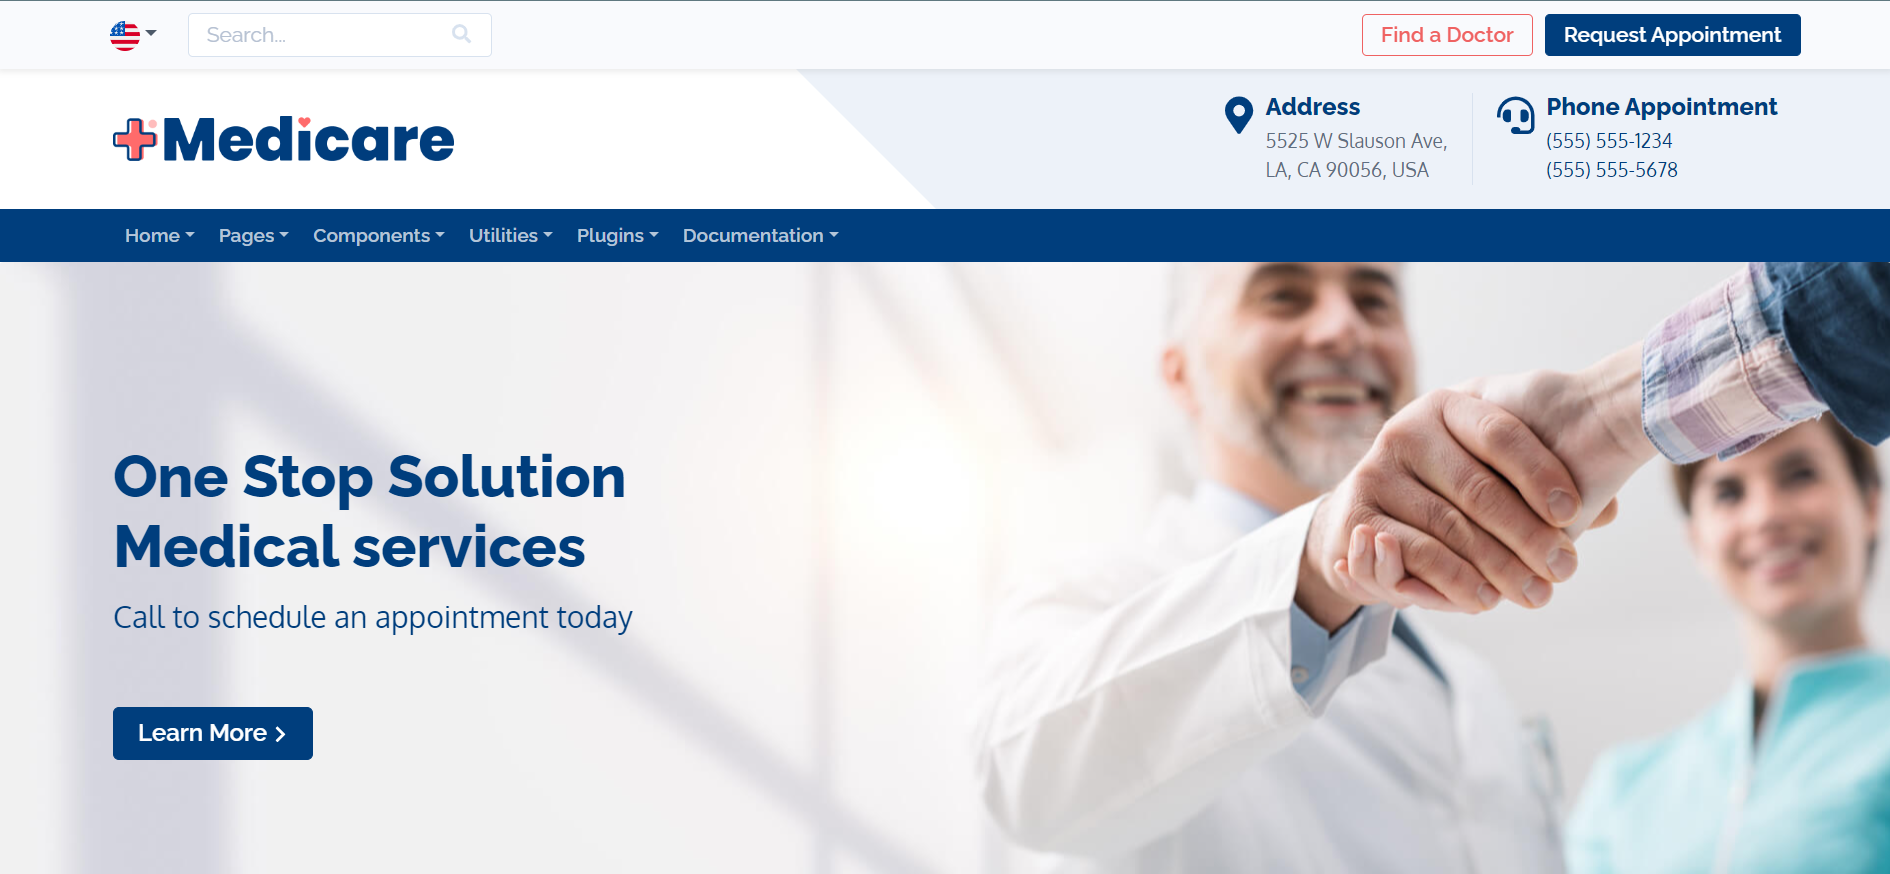 Search...
Find a Doctor
Request Appointment
Medicare
Address
5525 W Slauson Ave,
LA, CA 90056, USA
Phone Appointment
(555) 555-1234
(555) 555-5678
Home
Pages
Components
Utilities
Plugins
Documentation
One Stop Solution
Medical services
Call to schedule an appointment today
Learn More